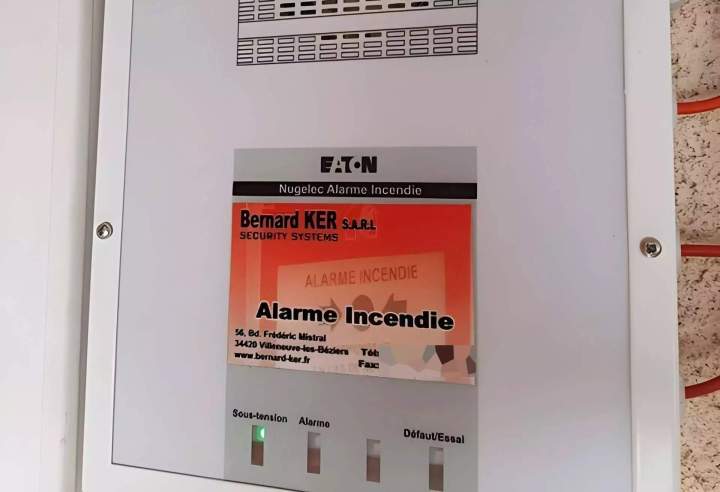 EATON
Nugelec Alarme Incendie
Bernard KER S.A.R.L
SECURITY SYSTEMS
ALARME INCENDIE
Alarme Incendie
56, Bd. Frédéric Mistral
34420 Villeneuve-les-Béziers Tél:
www.bernard-ker.fr Fax:
Sous-tension Alarme Défaut/Essai